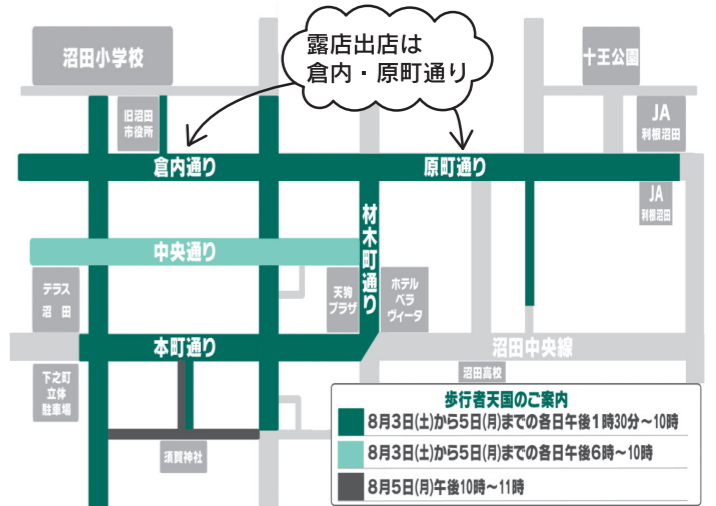 露店出店は
倉内・原町通り
沼田小学校
十王公園
旧沼田
市役所
JA
利根沼田
倉内通り
原町通り
JA
利根沼田
材木町通り
中央通り
テラス
沼田
天狗
プラザ
ホテル
ベラ
ヴィータ
本町通り
沼田中央線
下之町
立体
駐車場
沼田高校
須賀神社
歩行者天国のご案内
8月3日(土)から5日(月)までの各日午後1時30分～10時
8月3日(土)から5日(月)までの各日午後6時～10時
8月5日(月)午後10時～11時